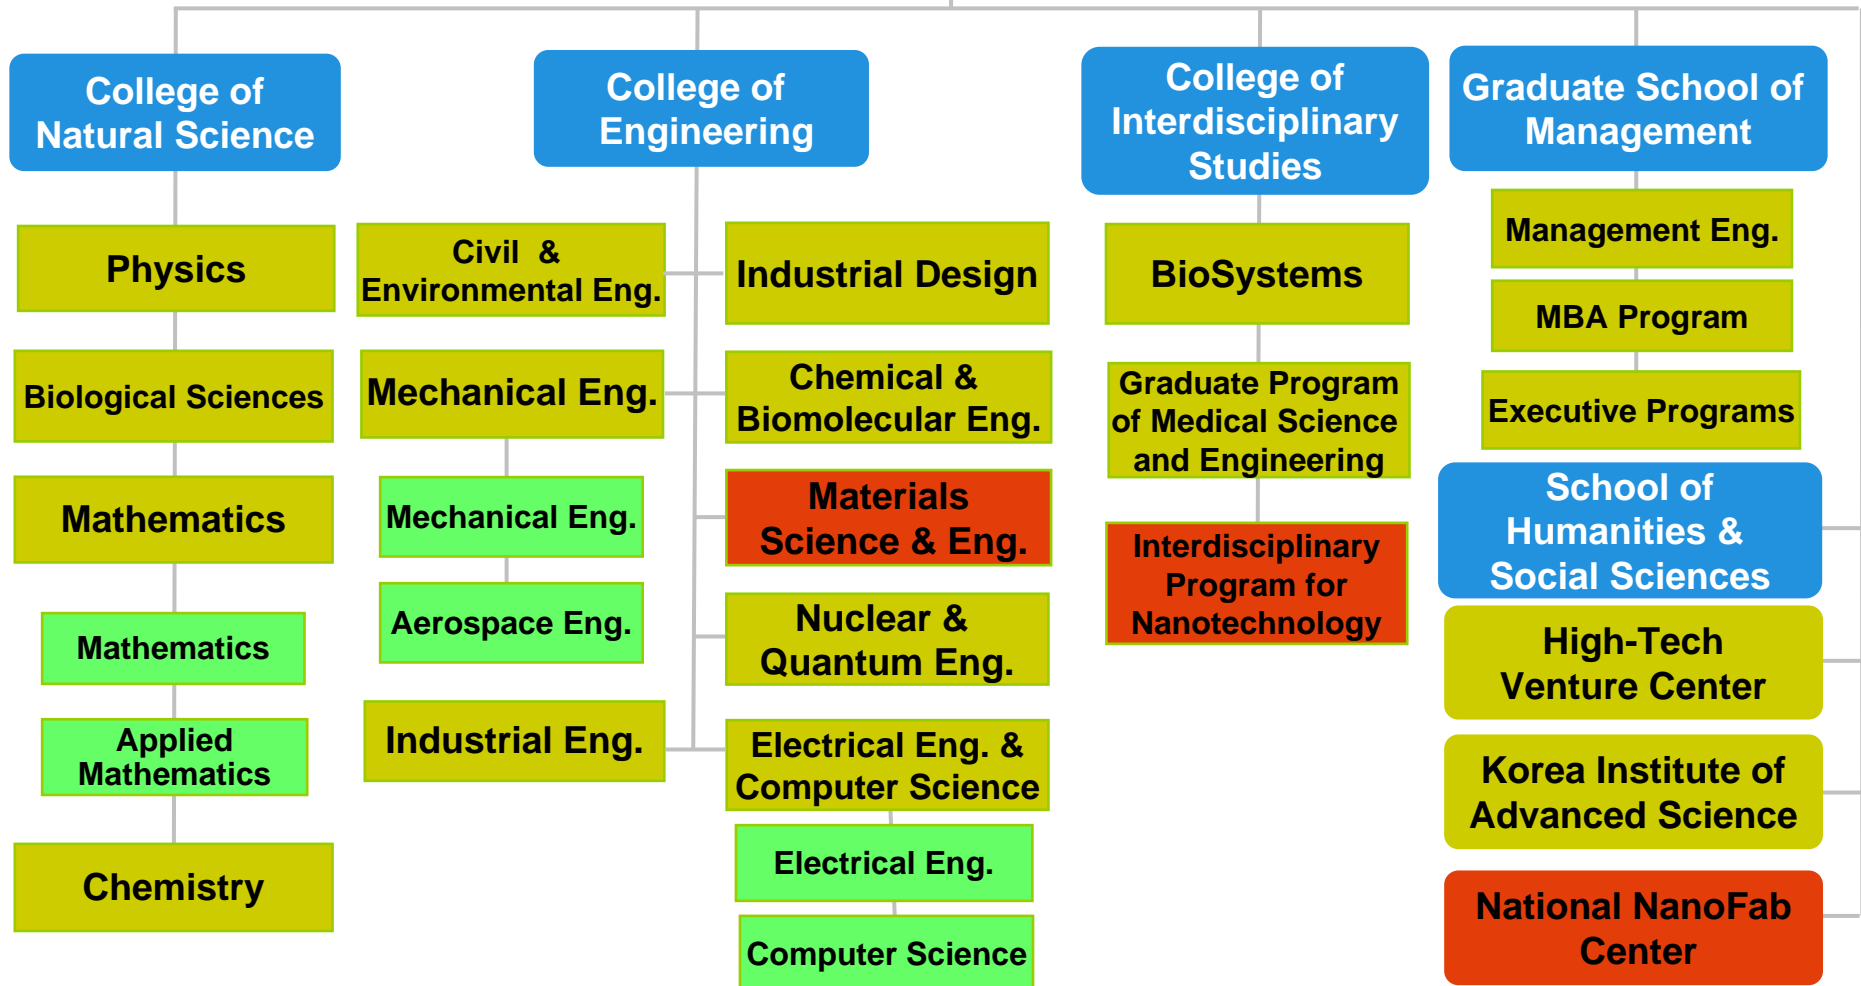 College of
Natural Science
Physics
Biological Sciences
Mathematics
Mathematics
Applied
Mathematics
Chemistry
College of
Engineering
Civil &
Environmental Eng.
Mechanical Eng.
Mechanical Eng.
Aerospace Eng.
Industrial Eng.
Industrial Design
Chemical &
Biomolecular Eng.
Materials
Science & Eng.
Nuclear &
Quantum Eng.
Electrical Eng. &
Computer Science
Electrical Eng.
Computer Science
College of
Interdisciplinary
Studies
BioSystems
Graduate Program
of Medical Science
and Engineering
Interdisciplinary
Program for
Nanotechnology
Graduate School of
Management
Management Eng.
MBA Program
Executive Programs
School of
Humanities &
Social Sciences
High-Tech
Venture Center
Korea Institute of
Advanced Science
National NanoFab
Center